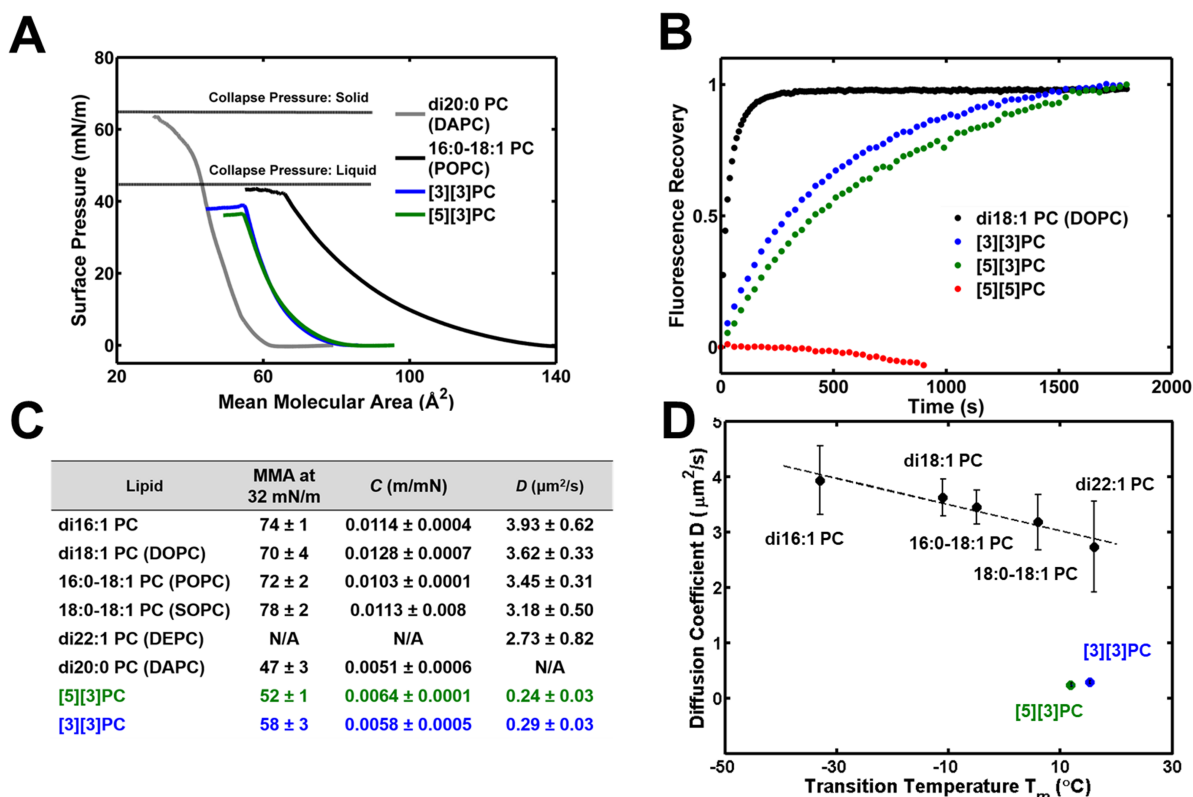 A
80
60
40
20
0
Surface Pressure (mN/m)
Collapse Pressure: Solid
Collapse Pressure: Liquid
di20:0 PC
(DAPC)
16:0-18:1 PC
(POPC)
[3][3]PC
[5][3]PC
20
60
100
140
Mean Molecular Area (Å²)
B
1
0.5
0
Fluorescence Recovery
di18:1 PC (DOPC)
[3][3]PC
[5][3]PC
[5][5]PC
0
500
1000
1500
2000
Time (s)
C
Lipid MMA at 32 mN/m C (m/mN) D (µm²/s)
di16:1 PC 74 ± 1 0.0114 ± 0.0004 3.93 ± 0.62
di18:1 PC (DOPC) 70 ± 4 0.0128 ± 0.0007 3.62 ± 0.33
16:0-18:1 PC (POPC) 72 ± 2 0.0103 ± 0.0001 3.45 ± 0.31
18:0-18:1 PC (SOPC) 78 ± 2 0.0113 ± 0.008 3.18 ± 0.50
di22:1 PC (DEPC) N/A N/A 2.73 ± 0.82
di20:0 PC (DAPC) 47 ± 3 0.0051 ± 0.0006 N/A
[5][3]PC 52 ± 1 0.0064 ± 0.0001 0.24 ± 0.03
[3][3]PC 58 ± 3 0.0058 ± 0.0005 0.29 ± 0.03
D
5
4
3
2
1
0
Diffusion Coefficient D (µm²/s)
di16:1 PC
di18:1 PC
16:0-18:1 PC
18:0-18:1 PC
di22:1 PC
[3][3]PC
[5][3]PC
-50
-30
-10
10
30
Transition Temperature Tm (°C)